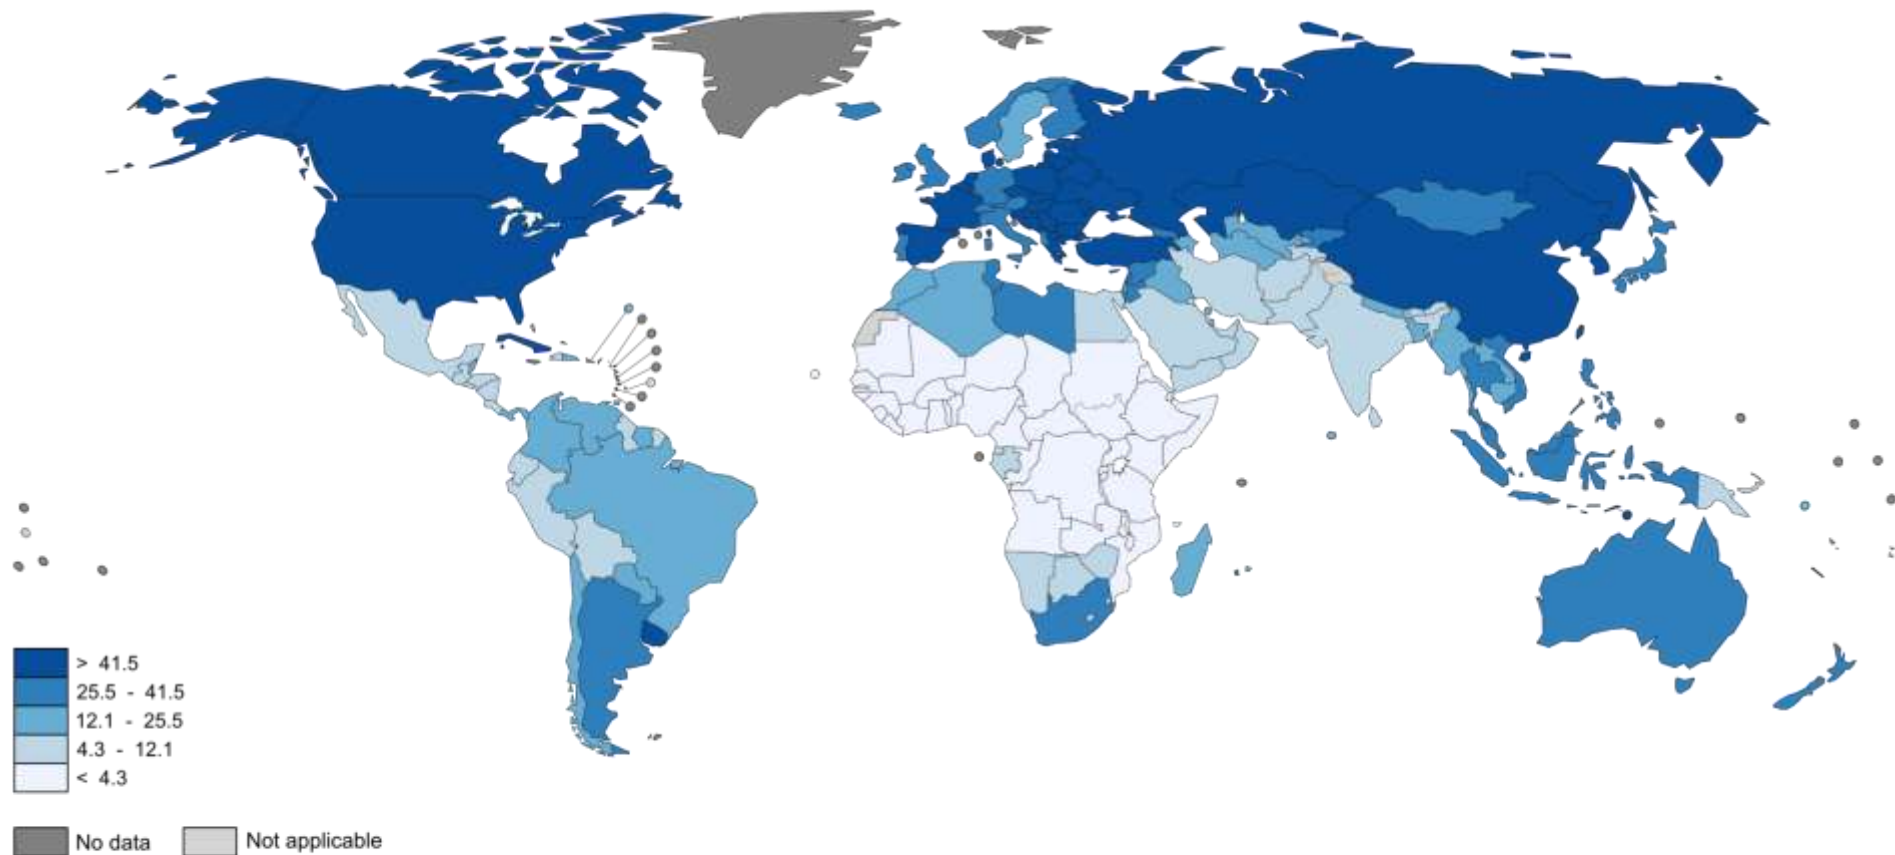 > 41.5
25.5 - 41.5
12.1 - 25.5
4.3 - 12.1
< 4.3
No data
Not applicable